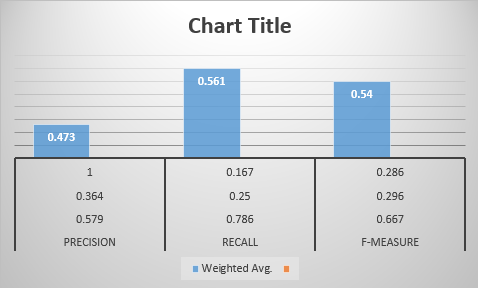 Chart Title
0.473
0.561
0.54
1 0.167 0.286
0.364 0.25 0.296
0.579 0.786 0.667
PRECISION RECALL F-MEASURE
Weighted Avg.